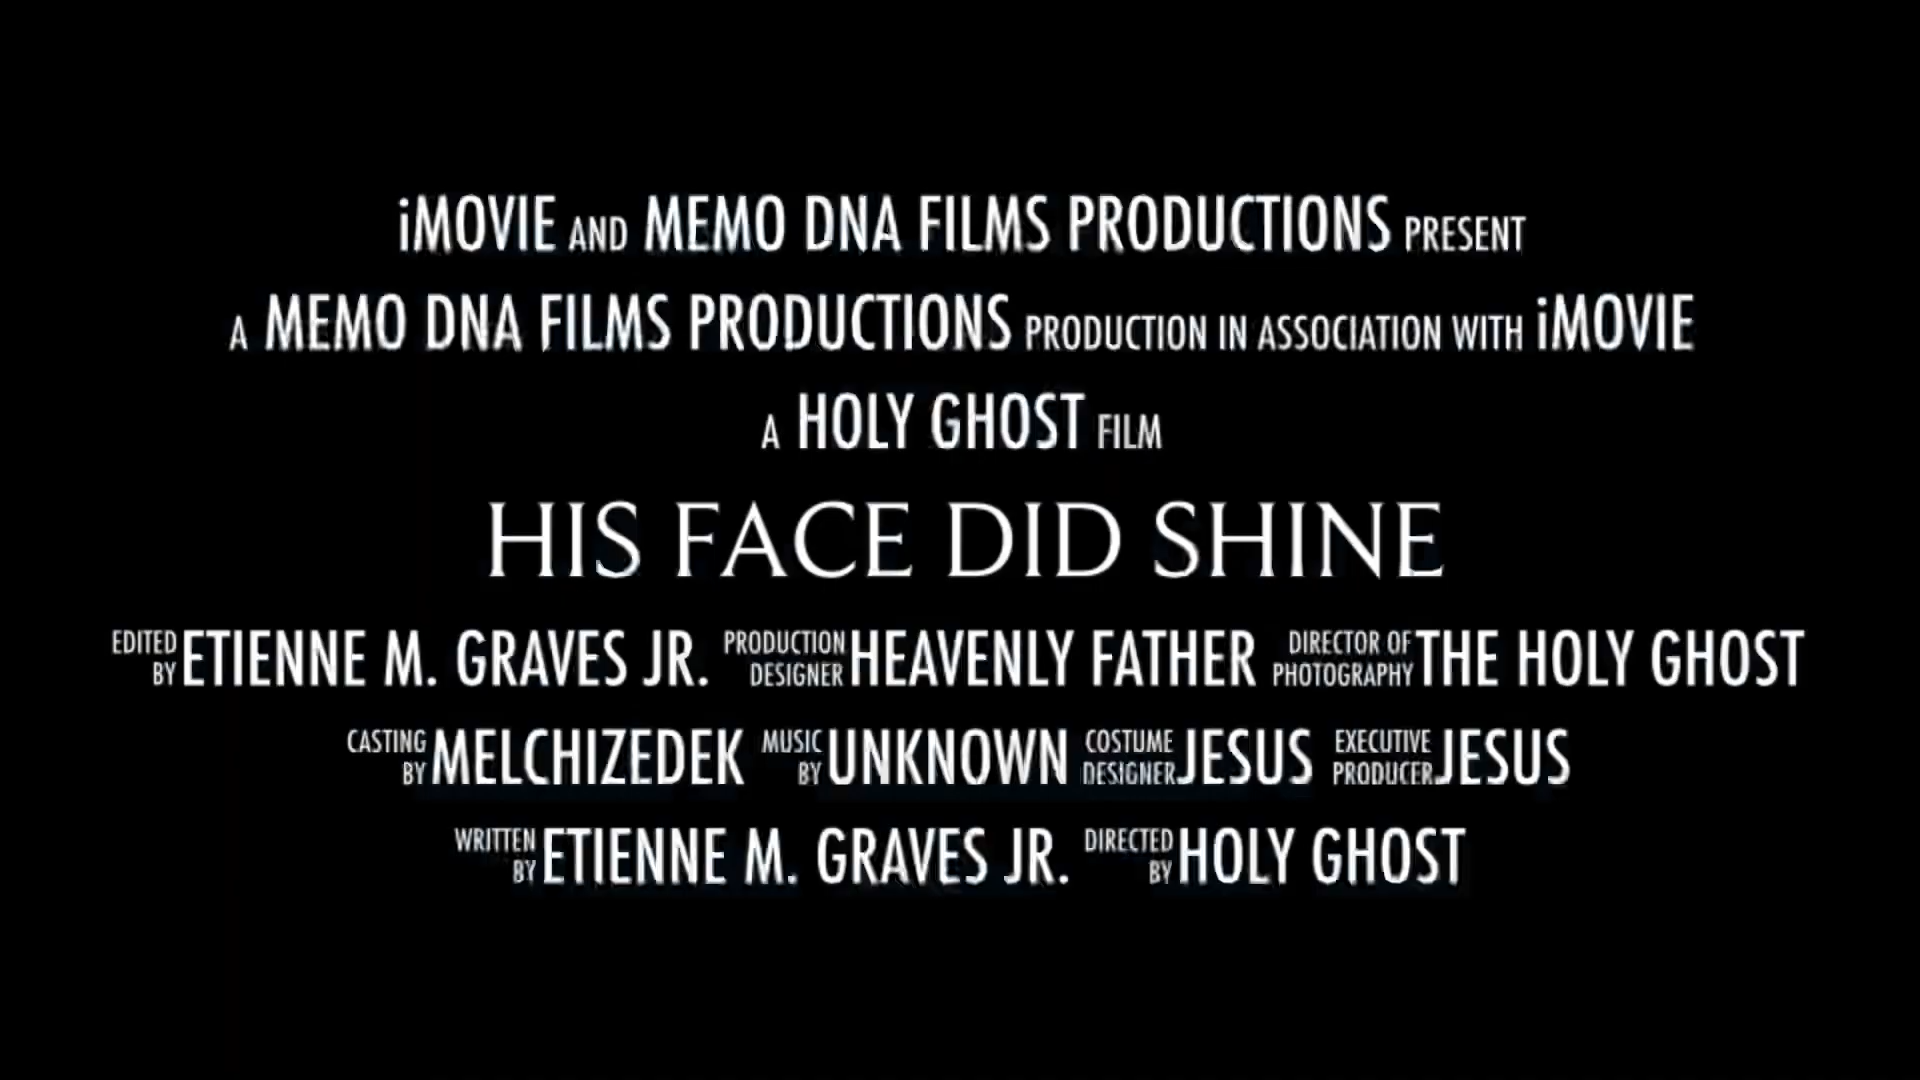 iMOVIE AND MEMO DNA FILMS PRODUCTIONS PRESENT
A MEMO DNA FILMS PRODUCTIONS PRODUCTION IN ASSOCIATION WITH iMOVIE
A HOLY GHOST FILM
HIS FACE DID SHINE
EDITED BY ETIENNE M. GRAVES JR. PRODUCTION DESIGNER HEAVENLY FATHER DIRECTOR OF PHOTOGRAPHY THE HOLY GHOST
CASTING BY MELCHIZEDEK MUSIC BY UNKNOWN COSTUME DESIGNER JESUS EXECUTIVE PRODUCER JESUS
WRITTEN BY ETIENNE M. GRAVES JR. DIRECTED BY HOLY GHOST